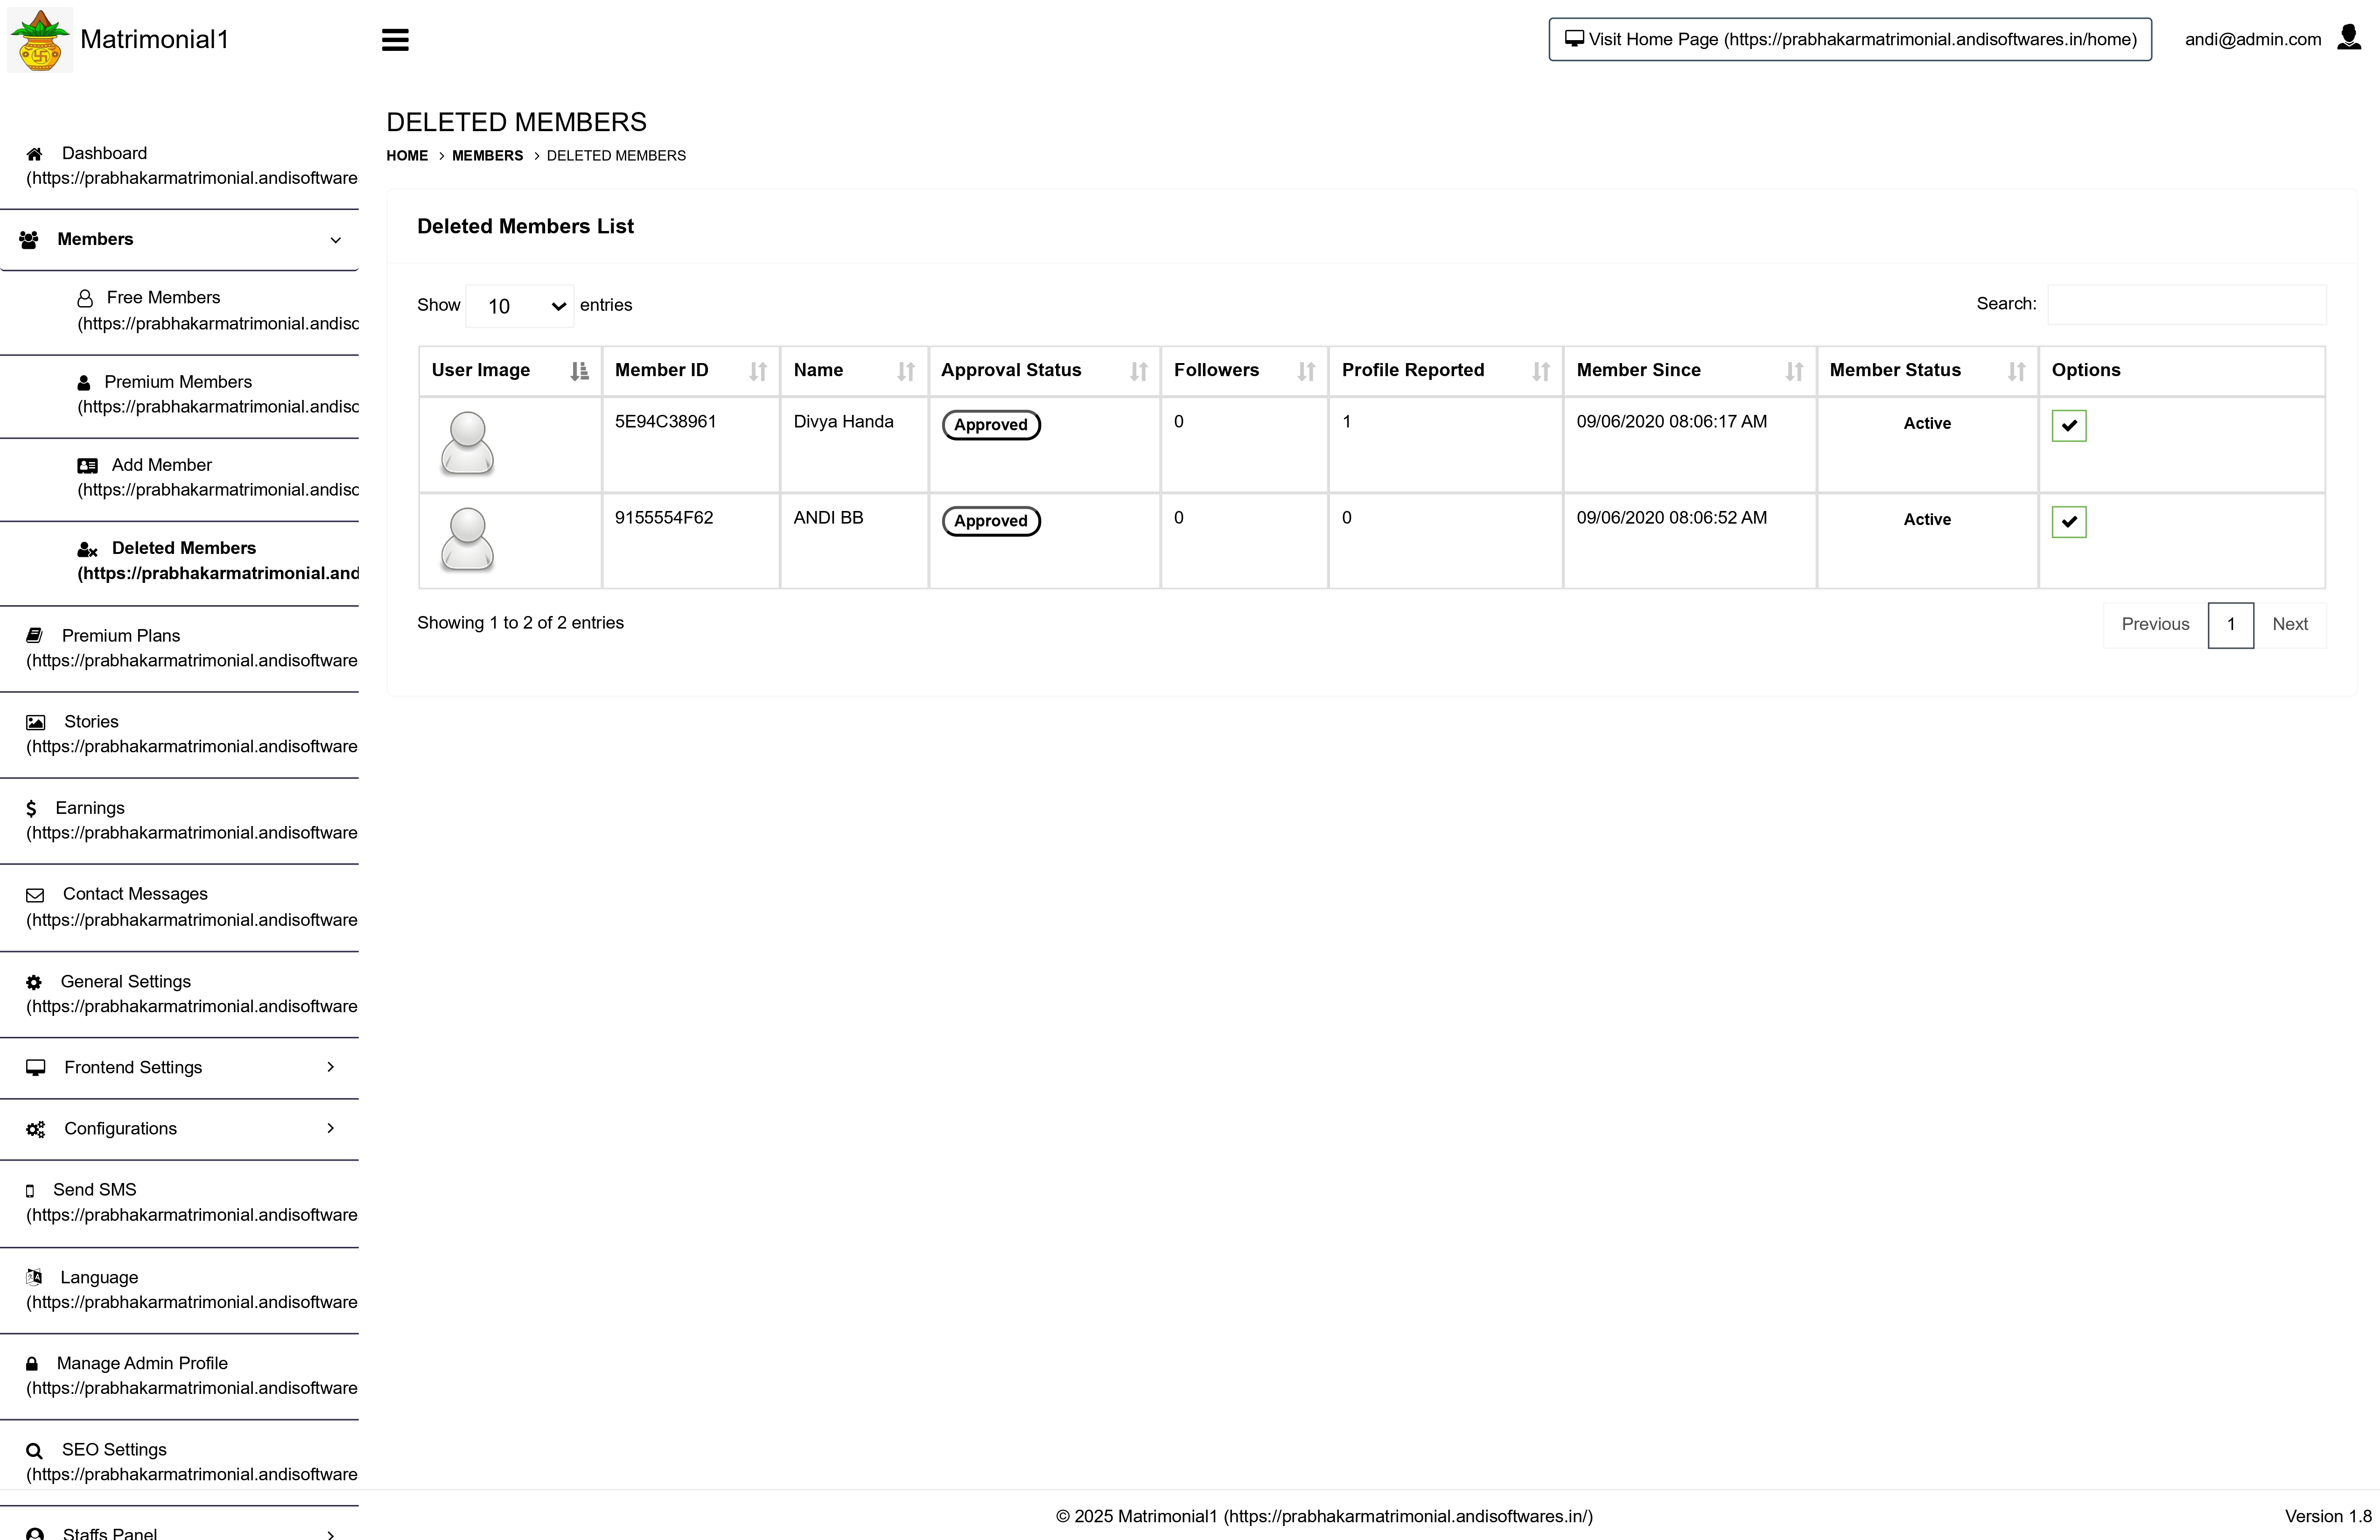 Matrimonial1
Visit Home Page (https://prabhakarmatrimonial.andisoftwares.in/home)
andi@admin.com
Dashboard
(https://prabhakarmatrimonial.andisoftware
Members
Free Members
(https://prabhakarmatrimonial.andisc
Premium Members
(https://prabhakarmatrimonial.andisc
Add Member
(https://prabhakarmatrimonial.andisc
Deleted Members
(https://prabhakarmatrimonial.and
Premium Plans
(https://prabhakarmatrimonial.andisoftware
Stories
(https://prabhakarmatrimonial.andisoftware
Earnings
(https://prabhakarmatrimonial.andisoftware
Contact Messages
(https://prabhakarmatrimonial.andisoftware
General Settings
(https://prabhakarmatrimonial.andisoftware
Frontend Settings
Configurations
Send SMS
(https://prabhakarmatrimonial.andisoftware
Language
(https://prabhakarmatrimonial.andisoftware
Manage Admin Profile
(https://prabhakarmatrimonial.andisoftware
SEO Settings
(https://prabhakarmatrimonial.andisoftware
Staffs Panel
DELETED MEMBERS
HOME > MEMBERS > DELETED MEMBERS
Deleted Members List
Show 10 entries
Search:
User Image Member ID Name Approval Status Followers Profile Reported Member Since Member Status Options
5E94C38961 Divya Handa Approved 0 1 09/06/2020 08:06:17 AM Active
9155554F62 ANDI BB Approved 0 0 09/06/2020 08:06:52 AM Active
Showing 1 to 2 of 2 entries
Previous 1 Next
© 2025 Matrimonial1 (https://prabhakarmatrimonial.andisoftwares.in/)
Version 1.8